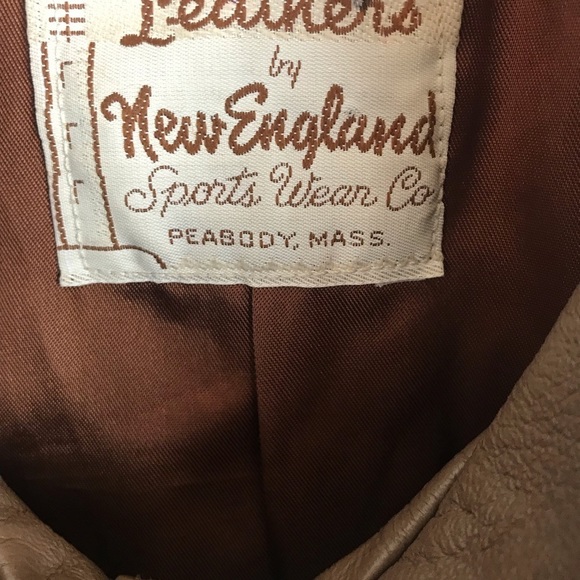 Leathers
by
New England
Sports Wear Co
PEABODY, MASS.